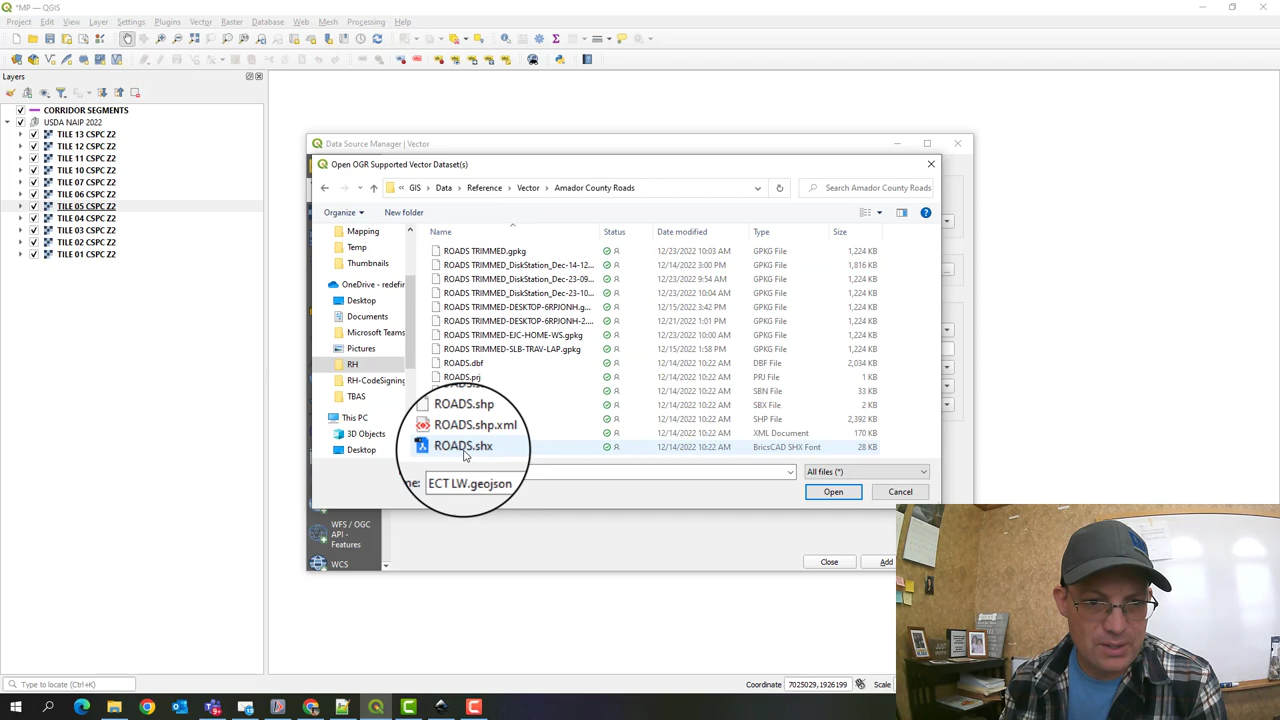 *MP — QGIS
Project Edit View Layer Settings Plugins Vector Raster Database Web Mesh Processing Help
Layers
CORRIDOR SEGMENTS
USDA NAIP 2022
TILE 13 CSPC Z2
TILE 12 CSPC Z2
TILE 11 CSPC Z2
TILE 10 CSPC Z2
TILE 07 CSPC Z2
TILE 06 CSPC Z2
TILE 05 CSPC Z2
TILE 04 CSPC Z2
TILE 03 CSPC Z2
TILE 02 CSPC Z2
TILE 01 CSPC Z2
Data Source Manager | Vector
Open OGR Supported Vector Dataset(s)
« GIS › Data › Reference › Vector › Amador County Roads
Search Amador County Roads
Organize New folder
Mapping
Temp
Thumbnails
OneDrive - redefin
Desktop
Documents
Microsoft Teams
Pictures
RH
RH-CodeSigning
TBAS
This PC
3D Objects
Desktop
Name Status Date modified Type Size
ROADS TRIMMED.gpkg 12/23/2022 10:03 AM GPKG File 1,224 KB
ROADS TRIMMED_DiskStation_Dec-14-12... 12/14/2022 3:00 PM GPKG File 1,816 KB
ROADS TRIMMED_DiskStation_Dec-23-09... 12/23/2022 9:54 AM GPKG File 1,224 KB
ROADS TRIMMED_DiskStation_Dec-23-10... 12/23/2022 10:04 AM GPKG File 1,224 KB
ROADS TRIMMED-DESKTOP-6RPJONH.g... 12/15/2022 3:42 PM GPKG File 1,224 KB
ROADS TRIMMED-DESKTOP-6RPJONH-2.... 12/21/2022 1:01 PM GPKG File 1,224 KB
ROADS TRIMMED-EJC-HOME-WS.gpkg 12/23/2022 10:00 AM GPKG File 1,224 KB
ROADS TRIMMED-SLB-TRAV-LAP.gpkg 12/15/2022 1:58 PM GPKG File 1,224 KB
ROADS.dbf 12/14/2022 10:22 AM DBF File 2,034 KB
ROADS.prj 12/14/2022 10:22 AM PRJ File 1 KB
12/14/2022 10:22 AM SBN File 33 KB
12/14/2022 10:22 AM SBX File 2 KB
ROADS.shp 12/14/2022 10:22 AM SHP File 2,392 KB
ROADS.shp.xml 12/14/2022 10:22 AM XML Document 170 KB
ROADS.shx 12/14/2022 10:22 AM BricsCAD SHX Font 28 KB
me: ECT LW.geojson
All files (*)
Open Cancel
WFS / OGC
API -
Features
WCS
Close Add
Type to locate (Ctrl+K)
Coordinate 7025029,1926199 Scale